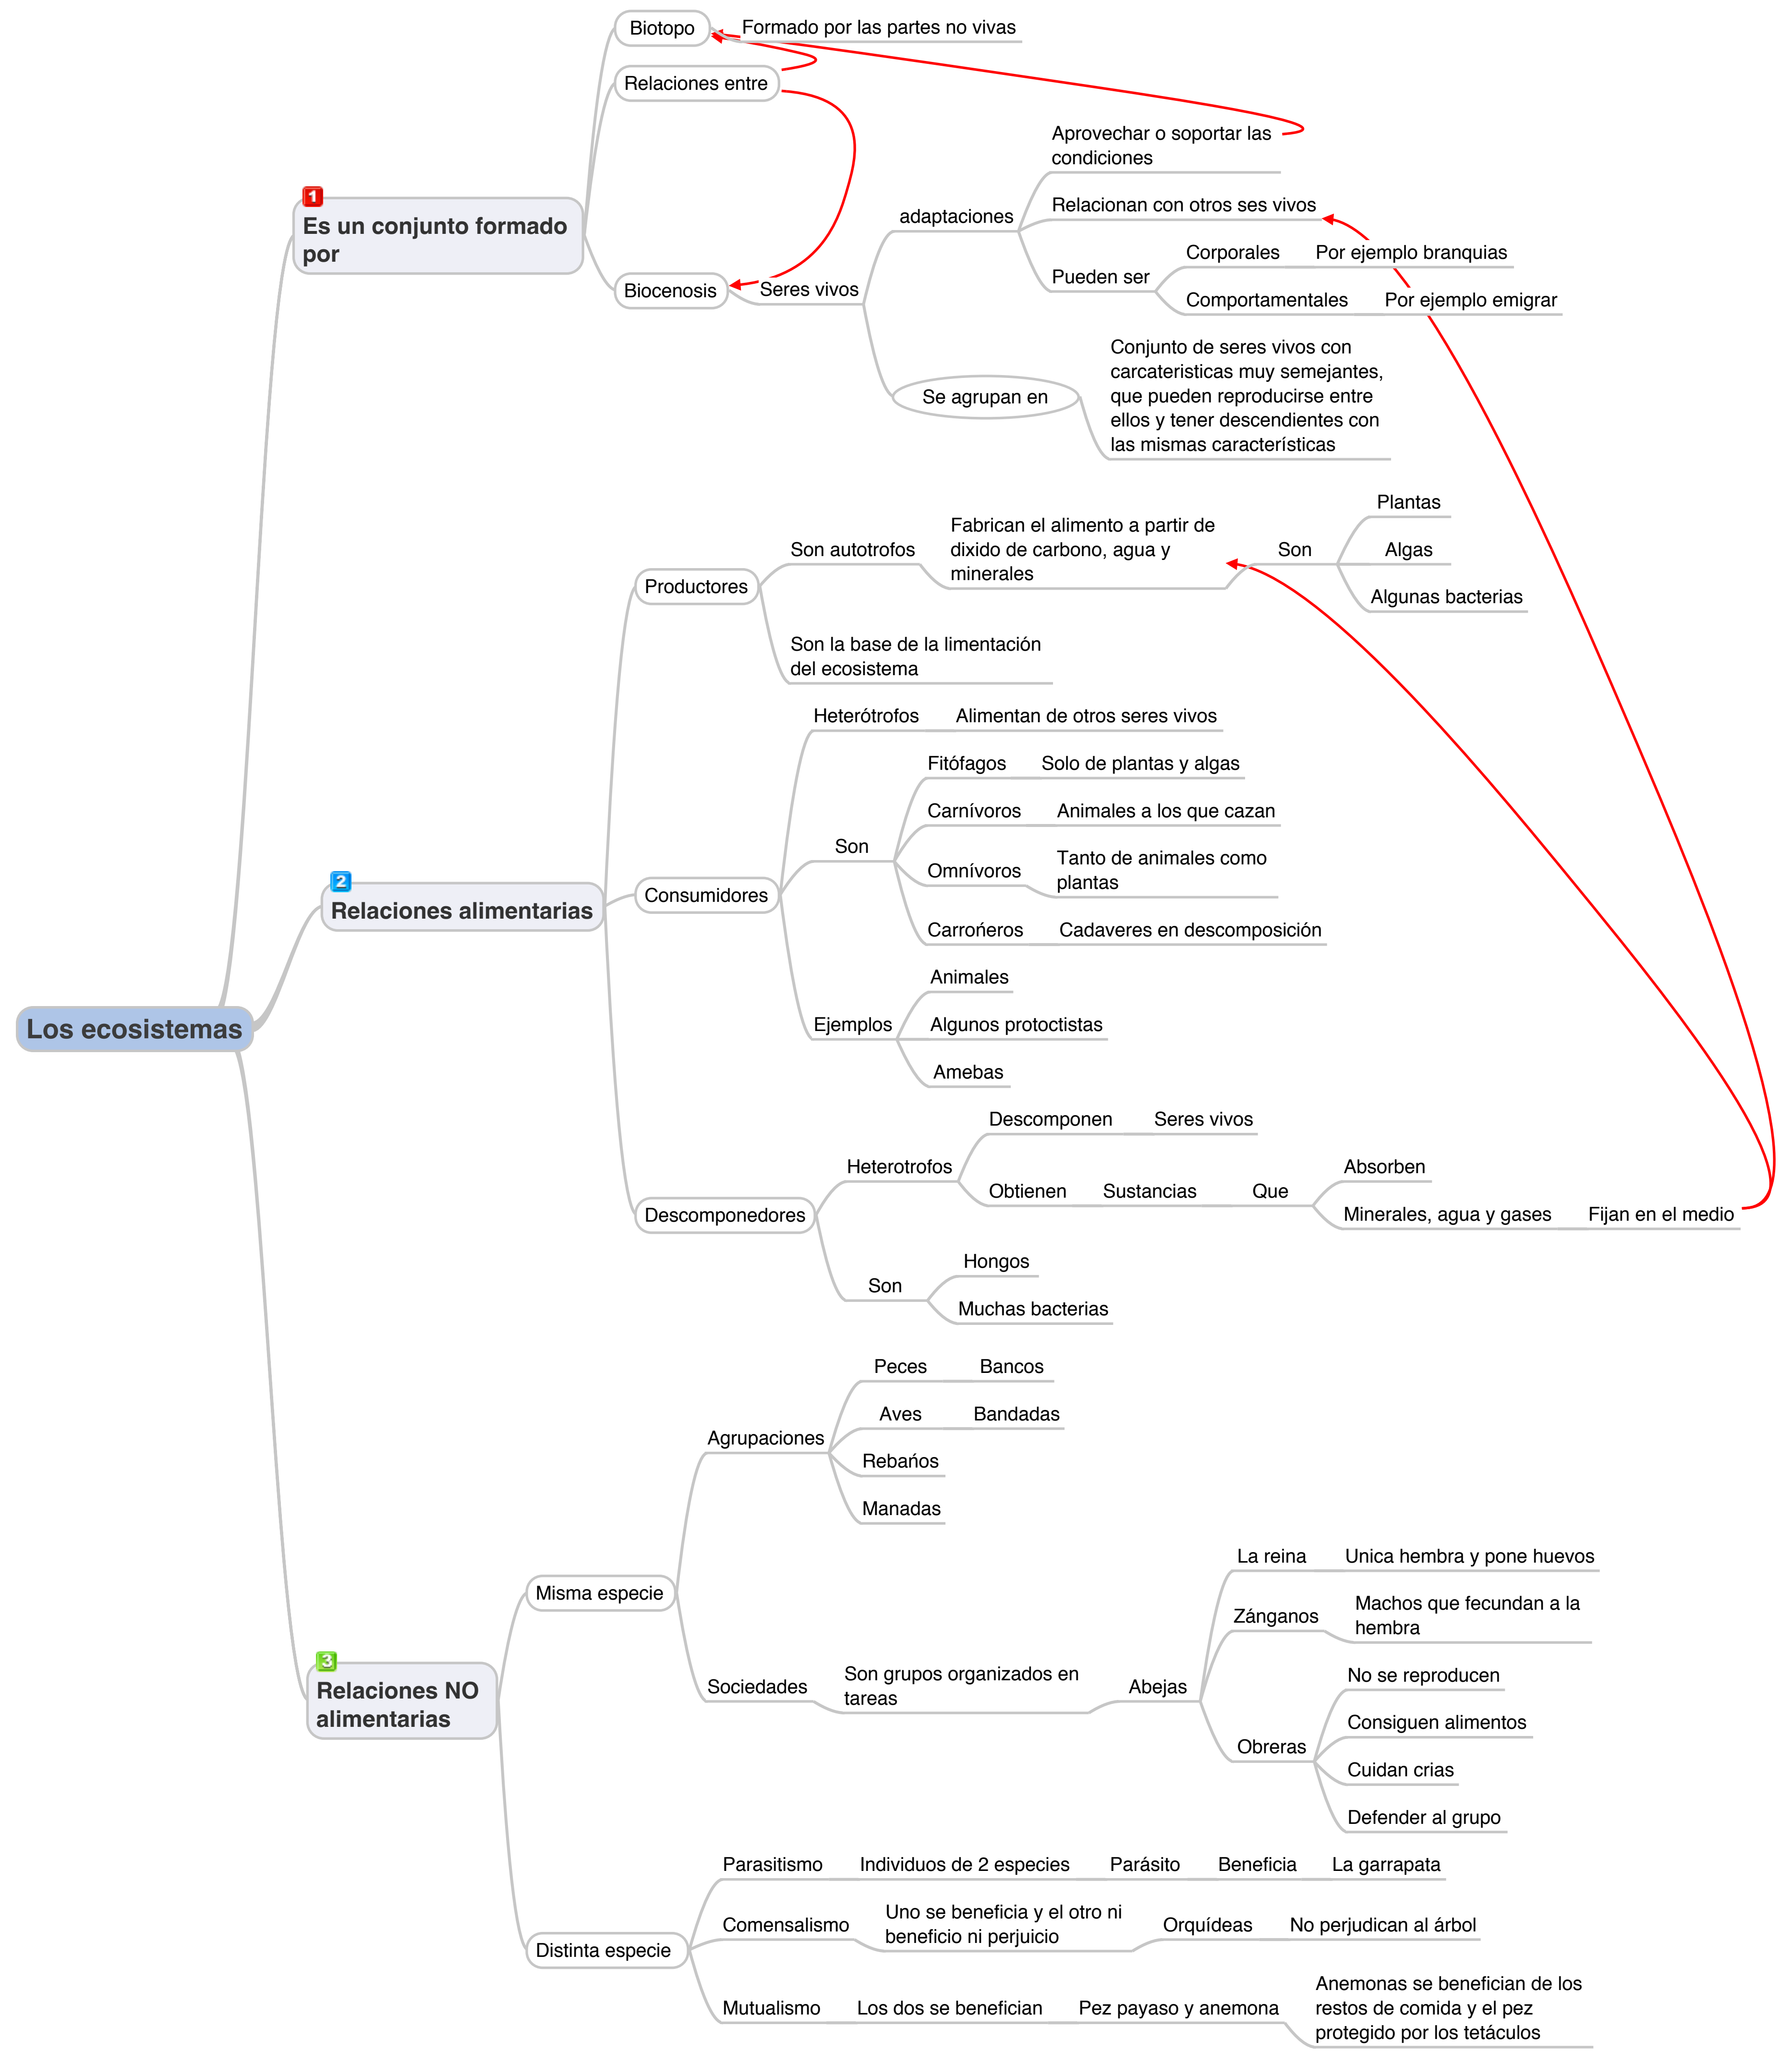 Los ecosistemas
1
Es un conjunto formado
por
Biotopo
Formado por las partes no vivas
Relaciones entre
Biocenosis
Seres vivos
adaptaciones
Aprovechar o soportar las
condiciones
Relacionan con otros ses vivos
Pueden ser
Corporales
Por ejemplo branquias
Comportamentales
Por ejemplo emigrar
Se agrupan en
Conjunto de seres vivos con
carcateristicas muy semejantes,
que pueden reproducirse entre
ellos y tener descendientes con
las mismas características
2
Relaciones alimentarias
Productores
Son autotrofos
Fabrican el alimento a partir de
dixido de carbono, agua y
minerales
Son
Plantas
Algas
Algunas bacterias
Son la base de la limentación
del ecosistema
Consumidores
Heterótrofos
Alimentan de otros seres vivos
Son
Fitófagos
Solo de plantas y algas
Carnívoros
Animales a los que cazan
Omnívoros
Tanto de animales como
plantas
Carrońeros
Cadaveres en descomposición
Ejemplos
Animales
Algunos protoctistas
Amebas
Descomponedores
Heterotrofos
Descomponen
Seres vivos
Obtienen
Sustancias
Que
Absorben
Minerales, agua y gases
Fijan en el medio
Son
Hongos
Muchas bacterias
3
Relaciones NO
alimentarias
Misma especie
Agrupaciones
Peces
Bancos
Aves
Bandadas
Rebańos
Manadas
Sociedades
Son grupos organizados en
tareas
Abejas
La reina
Unica hembra y pone huevos
Zánganos
Machos que fecundan a la
hembra
Obreras
No se reproducen
Consiguen alimentos
Cuidan crias
Defender al grupo
Distinta especie
Parasitismo
Individuos de 2 especies
Parásito
Beneficia
La garrapata
Comensalismo
Uno se beneficia y el otro ni
beneficio ni perjuicio
Orquídeas
No perjudican al árbol
Mutualismo
Los dos se benefician
Pez payaso y anemona
Anemonas se benefician de los
restos de comida y el pez
protegido por los tetáculos